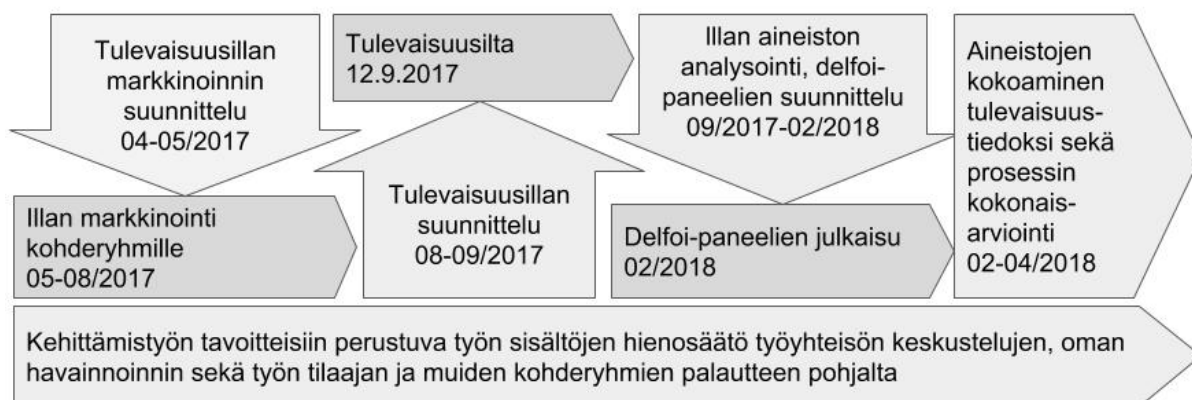 Tulevaisuusillan
markkinoinnin
suunnittelu
04-05/2017
Illan markkinointi
kohderyhmille
05-08/2017
Tulevaisuusilta
12.9.2017
Tulevaisuusillan
suunnittelu
08-09/2017
Illan aineiston
analysointi, delfoi-
paneelien suunnittelu
09/2017-02/2018
Delfoi-paneelien julkaisu
02/2018
Aineistojen
kokoaminen
tulevaisuus-
tiedoksi sekä
prosessin
kokonais-
arviointi
02-04/2018
Kehittämistyön tavoitteisiin perustuva työn sisältöjen hienosäätö työyhteisön keskustelujen, oman
havainnoinnin sekä työn tilaajan ja muiden kohderyhmien palautteen pohjalta